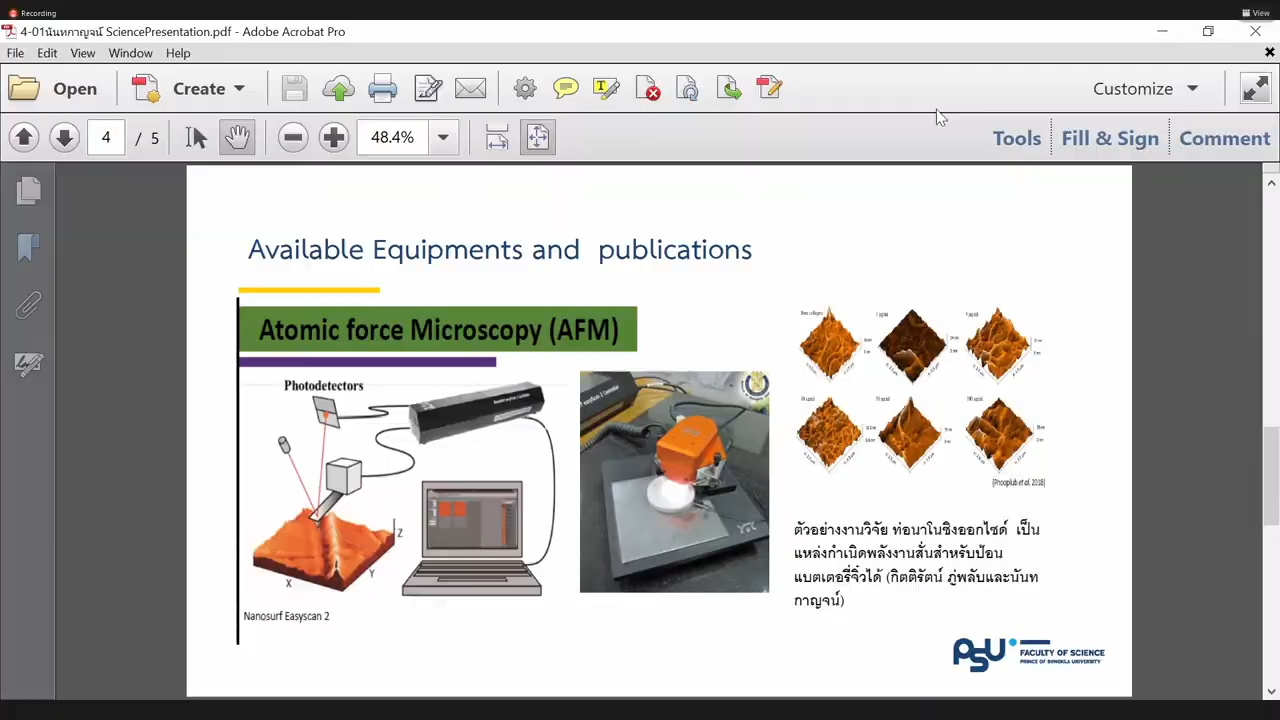 Recording
View
4-01นันทกาญจน์ SciencePresentation.pdf - Adobe Acrobat Pro
File Edit View Window Help
Open Create Customize
4 / 5 48.4% Tools Fill & Sign Comment
Available Equipments and publications
Atomic force Microscopy (AFM)
Photodetectors
Z
X
Y
Nanosurf Easyscan 2
(Phooplub et al. 2018)
ตัวอย่างงานวิจัย ท่อนาโนซิงออกไซด์ เป็น
แหล่งกำเนิดพลังงานสั่นสำหรับป้อน
แบตเตอรี่จิ๋วได้ (กิตติรัตน์ ภู่พลับและนันท
กาญจน์)
PSU FACULTY OF SCIENCE
PRINCE OF SONGKLA UNIVERSITY